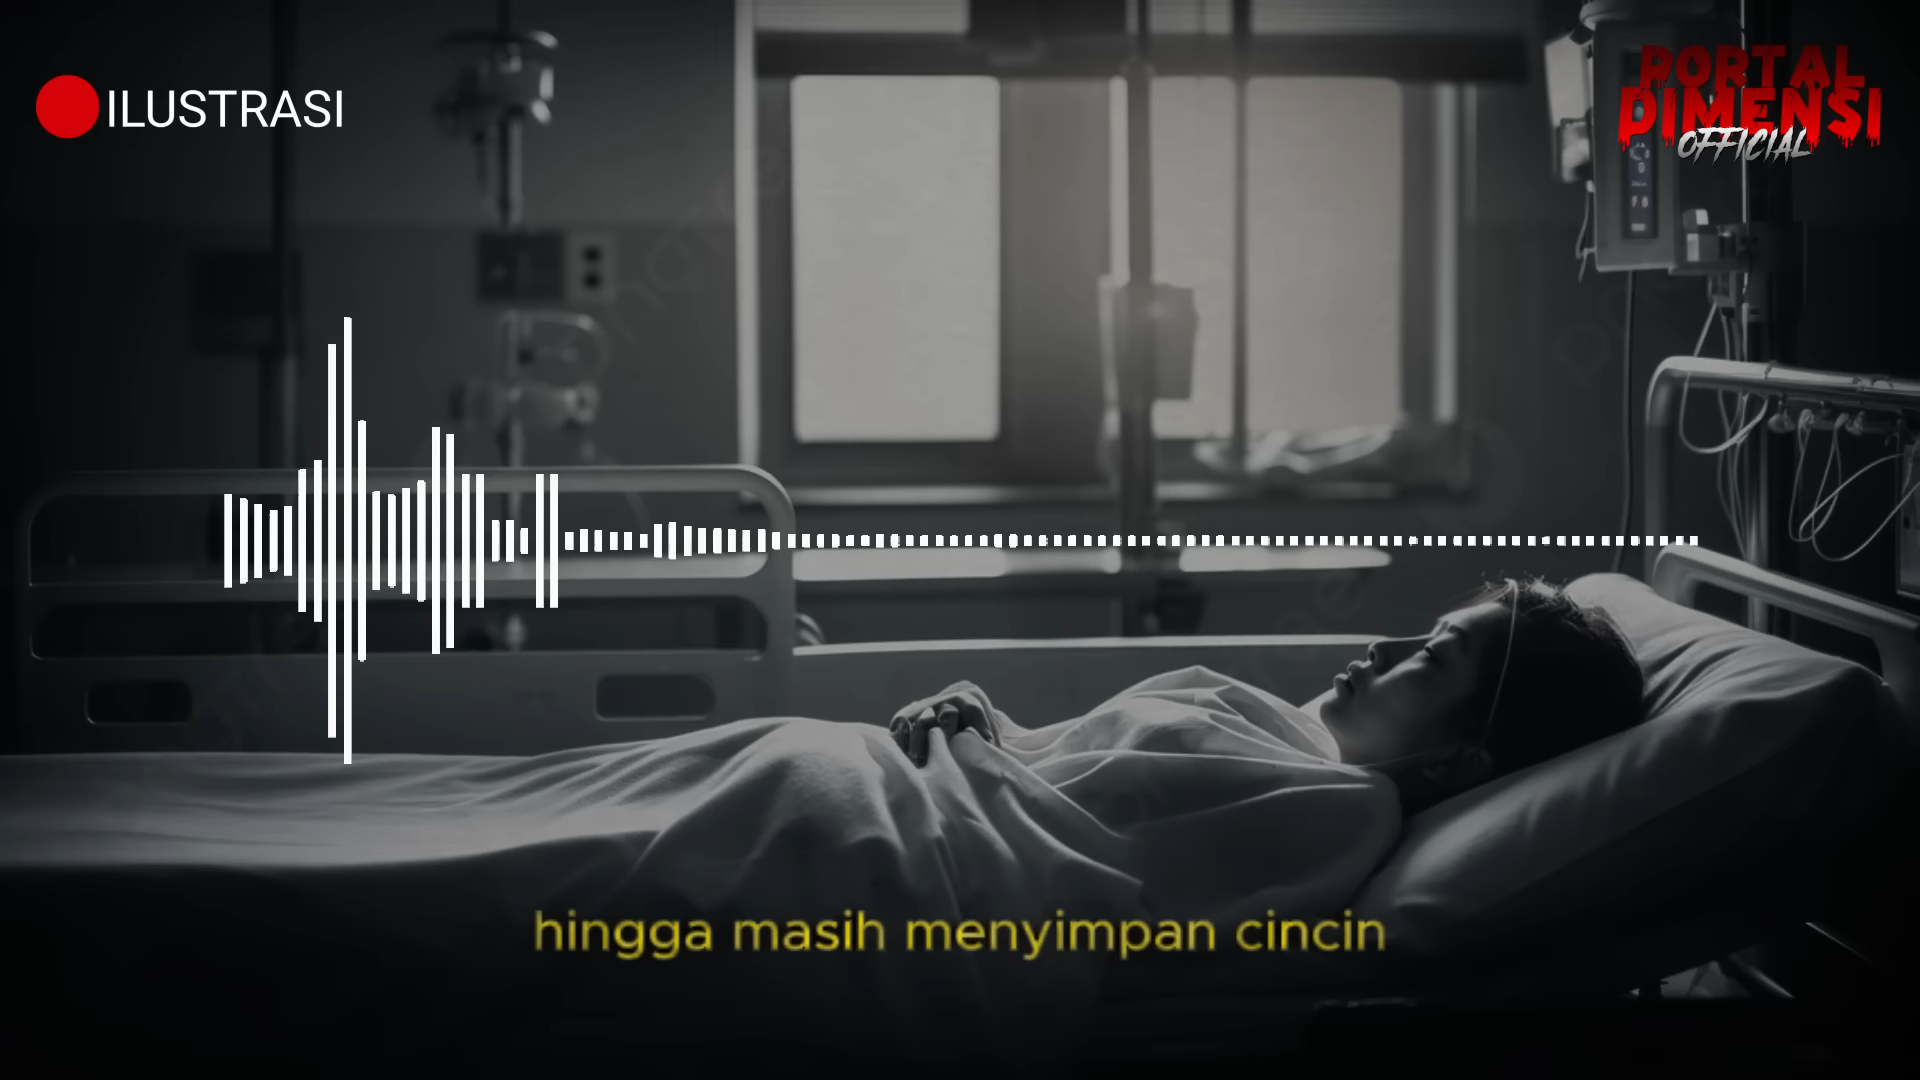 ILUSTRASI
PORTAL
DIMENSI
OFFICIAL
hingga masih menyimpan cincin